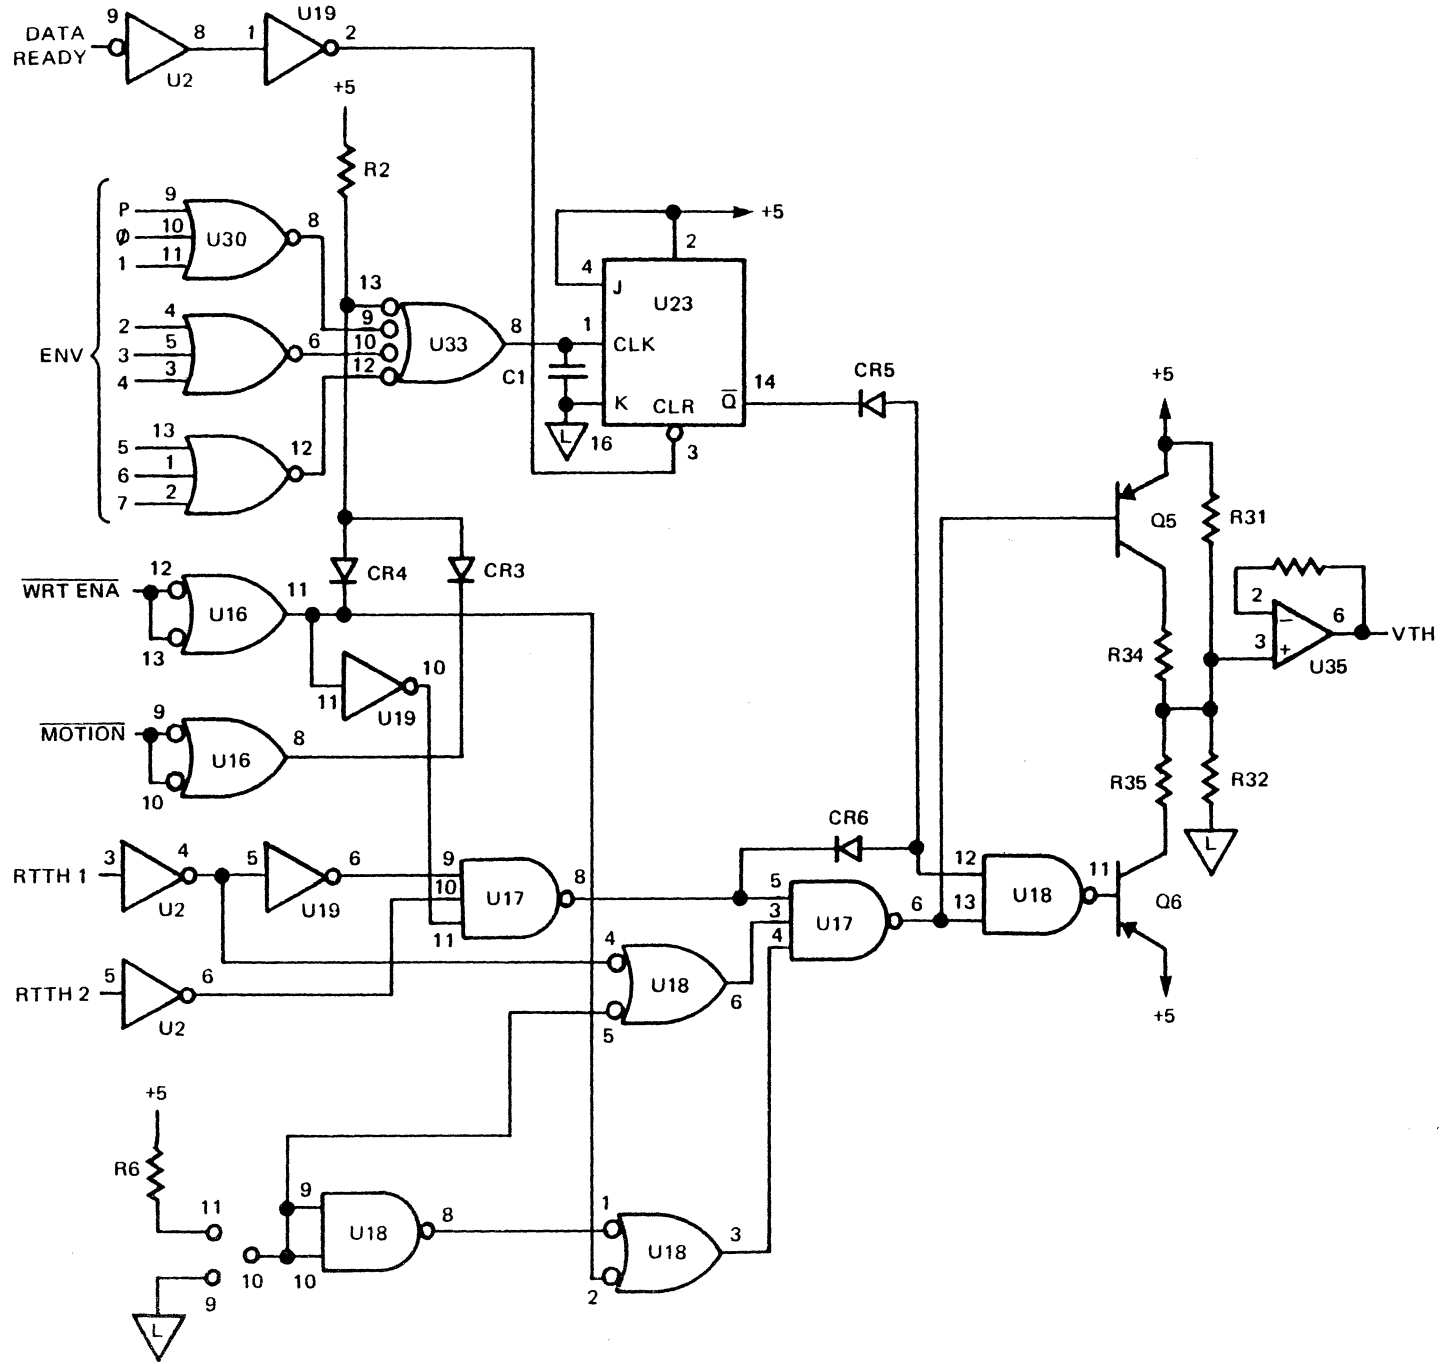 DATA READY 9 8 U2 1 U19 2
+5
R2
ENV
P 9
Ø 10 U30 8
1 11
2 4
3 5 6
4 3
5 13
6 1 12
7 2
13
9
10
12
U33 8
C1
+5
2
4 J U23
1 CLK
K CLR Q̅ 14
16 3
CR5
CR4 CR3
WRT ENA 12 U16 11
13
11 U19 10
MOTION 9 U16 8
10
RTTH 1 3 4 U2 5 6 U19
9
10 U17 8
11
RTTH 2 5 6 U2
CR6
5
3 U17 6
4
4
U18 6
5
12
U18 11
13
+5
Q5
R31
R34
2 −
3 + 6
U35
VTH
R35
R32
L
Q6
+5
+5
R6
11
10
9
L
9
U18 8
10
1
U18 3
2
L